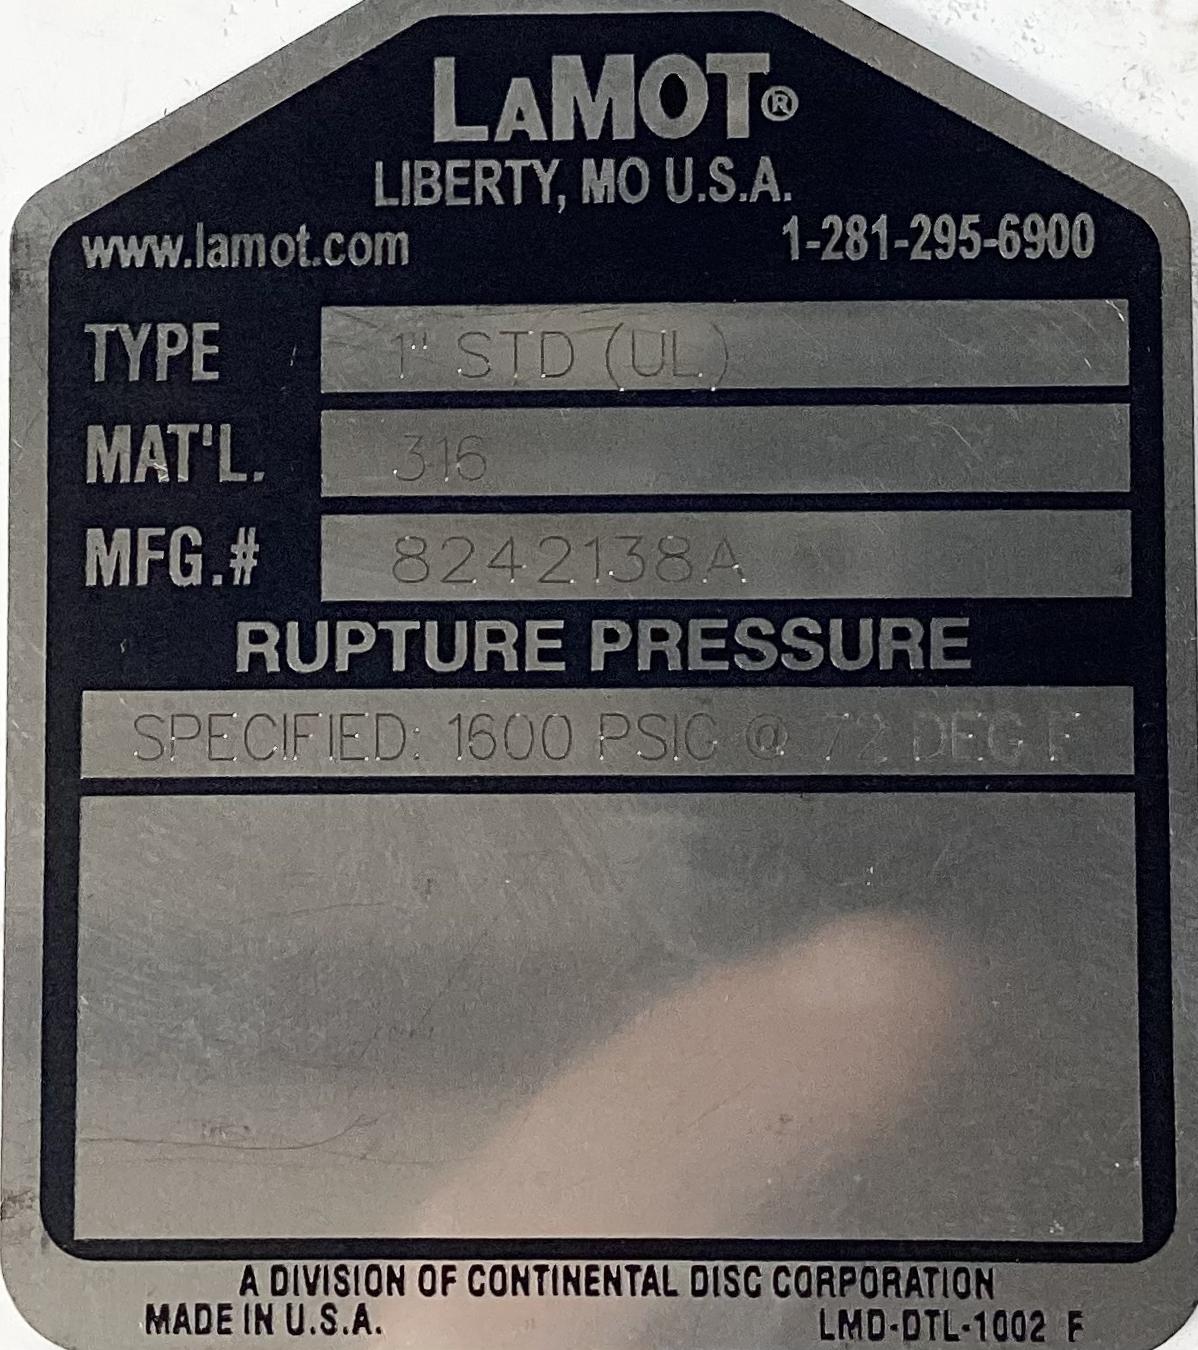 LAMOT®
LIBERTY, MO U.S.A.
www.lamot.com 1-281-295-6900
TYPE 1" STD (UL)
MAT'L. 316
MFG.# 8242138A
RUPTURE PRESSURE
SPECIFIED: 1600 PSIG @ 72 DEG F
A DIVISION OF CONTINENTAL DISC CORPORATION
MADE IN U.S.A. LMD-DTL-1002 F